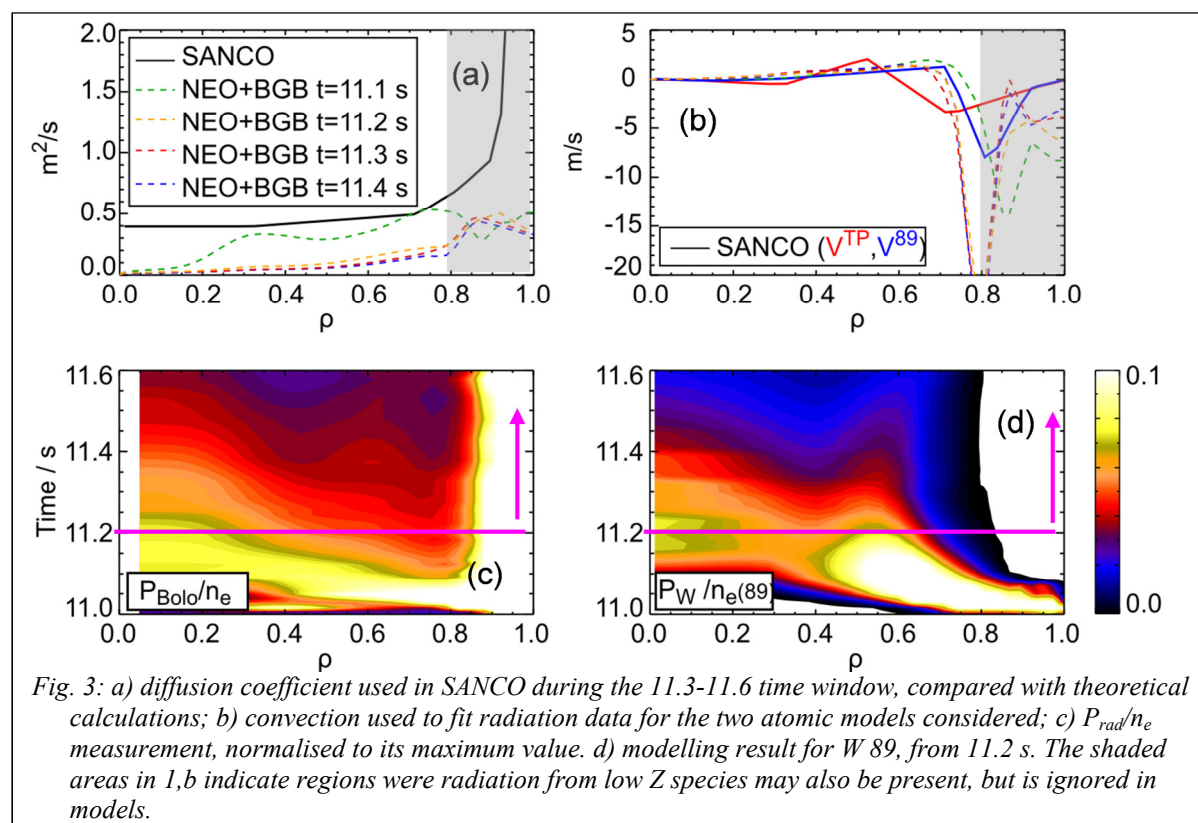 2.0
1.5
1.0
0.5
0.0
m²/s
SANCO
NEO+BGB t=11.1 s
NEO+BGB t=11.2 s
NEO+BGB t=11.3 s
NEO+BGB t=11.4 s
(a)
0.0 0.2 0.4 0.6 0.8 1.0
ρ
5
0
-5
-10
-15
-20
m/s
(b)
SANCO (V^TP,V^89)
0.0 0.2 0.4 0.6 0.8 1.0
ρ
11.6
11.4
11.2
11.0
Time / s
(c)
P_Bolo/n_e
0.0 0.2 0.4 0.6 0.8 1.0
ρ
(d)
P_W/n_e(89)
0.0 0.2 0.4 0.6 0.8 1.0
ρ
0.1
0.0
Fig. 3: a) diffusion coefficient used in SANCO during the 11.3-11.6 time window, compared with theoretical
calculations; b) convection used to fit radiation data for the two atomic models considered; c) P_rad/n_e
measurement, normalised to its maximum value. d) modelling result for W 89, from 11.2 s. The shaded
areas in 1,b indicate regions were radiation from low Z species may also be present, but is ignored in
models.